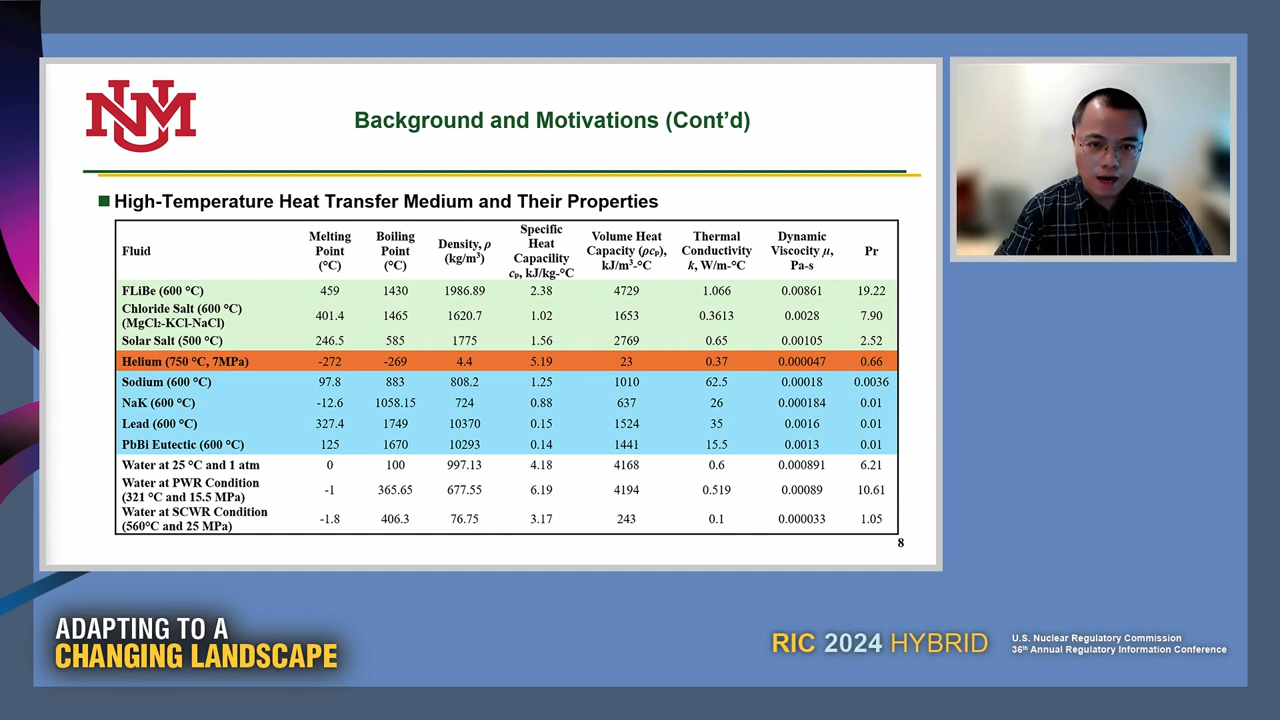 UNM
Background and Motivations (Cont'd)
High-Temperature Heat Transfer Medium and Their Properties
Fluid Melting Point (°C) Boiling Point (°C) Density, ρ (kg/m³) Specific Heat Capacility cₚ, kJ/kg-°C Volume Heat Capacity (ρcₚ), kJ/m³-°C Thermal Conductivity k, W/m-°C Dynamic Viscocity μ, Pa-s Pr
FLiBe (600 °C) 459 1430 1986.89 2.38 4729 1.066 0.00861 19.22
Chloride Salt (600 °C) (MgCl₂-KCl-NaCl) 401.4 1465 1620.7 1.02 1653 0.3613 0.0028 7.90
Solar Salt (500 °C) 246.5 585 1775 1.56 2769 0.65 0.00105 2.52
Helium (750 °C, 7MPa) -272 -269 4.4 5.19 23 0.37 0.000047 0.66
Sodium (600 °C) 97.8 883 808.2 1.25 1010 62.5 0.00018 0.0036
NaK (600 °C) -12.6 1058.15 724 0.88 637 26 0.000184 0.01
Lead (600 °C) 327.4 1749 10370 0.15 1524 35 0.0016 0.01
PbBi Eutectic (600 °C) 125 1670 10293 0.14 1441 15.5 0.0013 0.01
Water at 25 °C and 1 atm 0 100 997.13 4.18 4168 0.6 0.000891 6.21
Water at PWR Condition (321 °C and 15.5 MPa) -1 365.65 677.55 6.19 4194 0.519 0.00089 10.61
Water at SCWR Condition (560°C and 25 MPa) -1.8 406.3 76.75 3.17 243 0.1 0.000033 1.05
8
ADAPTING TO A
CHANGING LANDSCAPE
RIC 2024 HYBRID
U.S. Nuclear Regulatory Commission
36th Annual Regulatory Information Conference